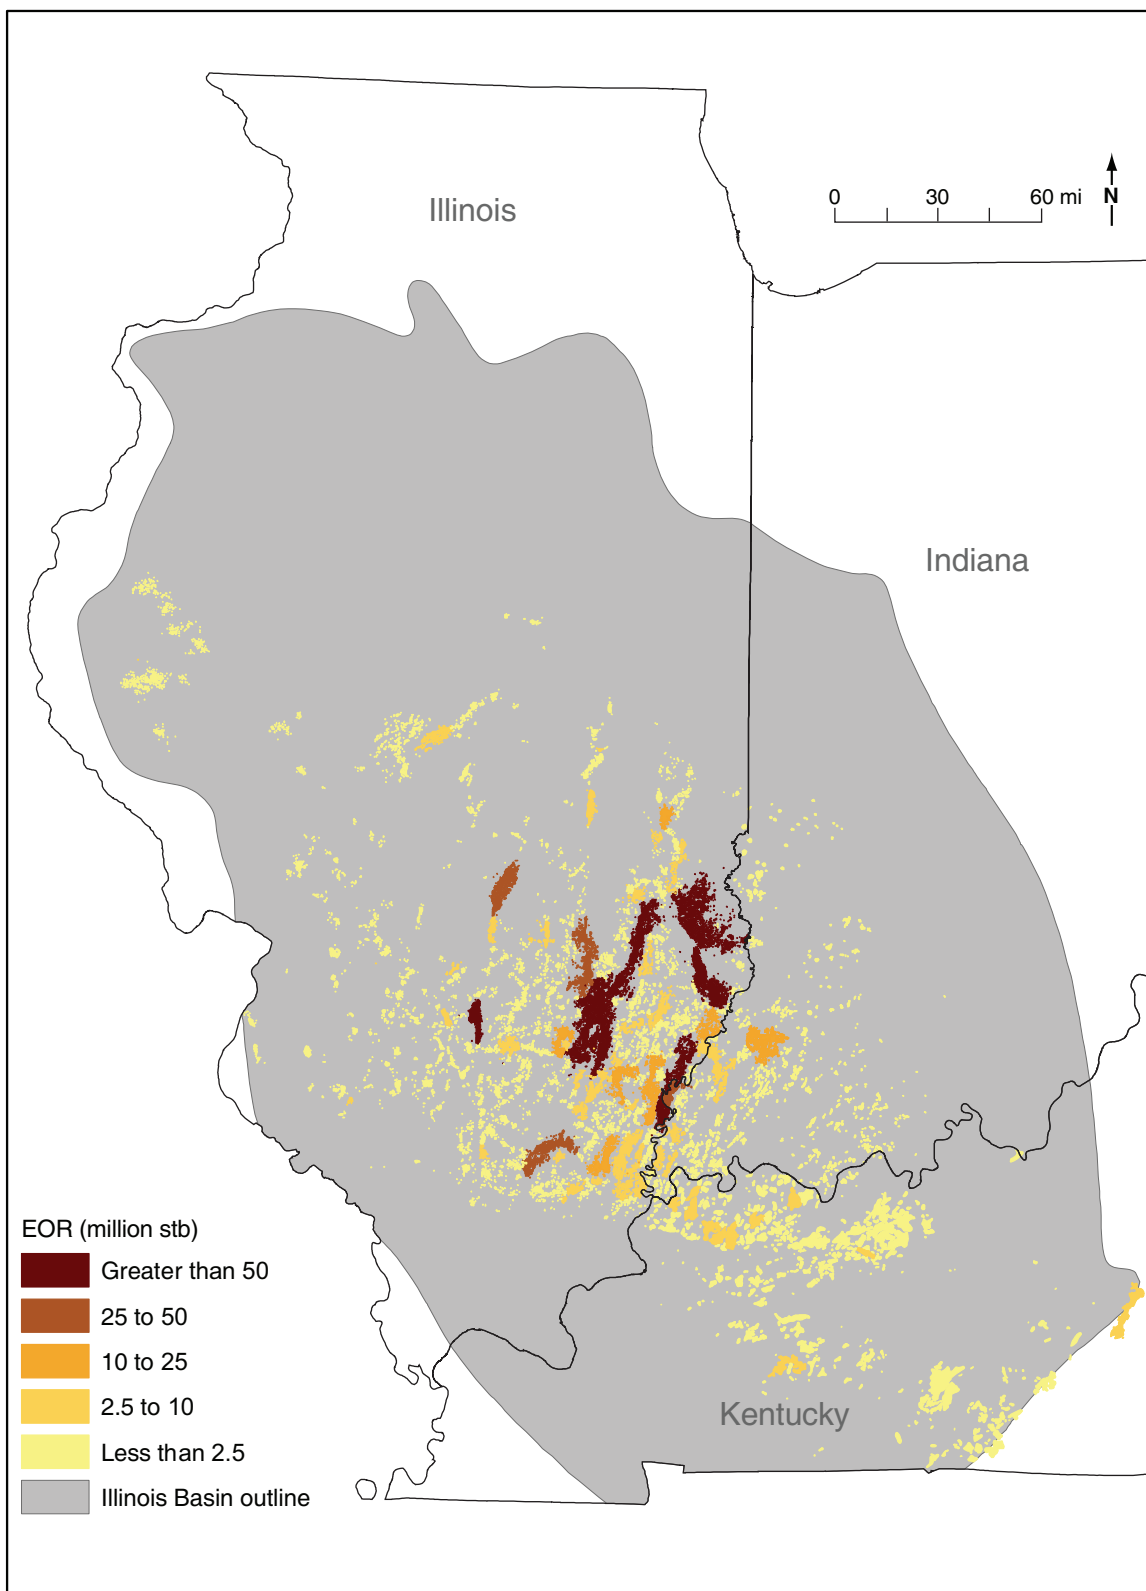 Illinois
0 30 60 mi
N
Indiana
EOR (million stb)
Greater than 50
25 to 50
10 to 25
2.5 to 10
Less than 2.5
Illinois Basin outline
Kentucky